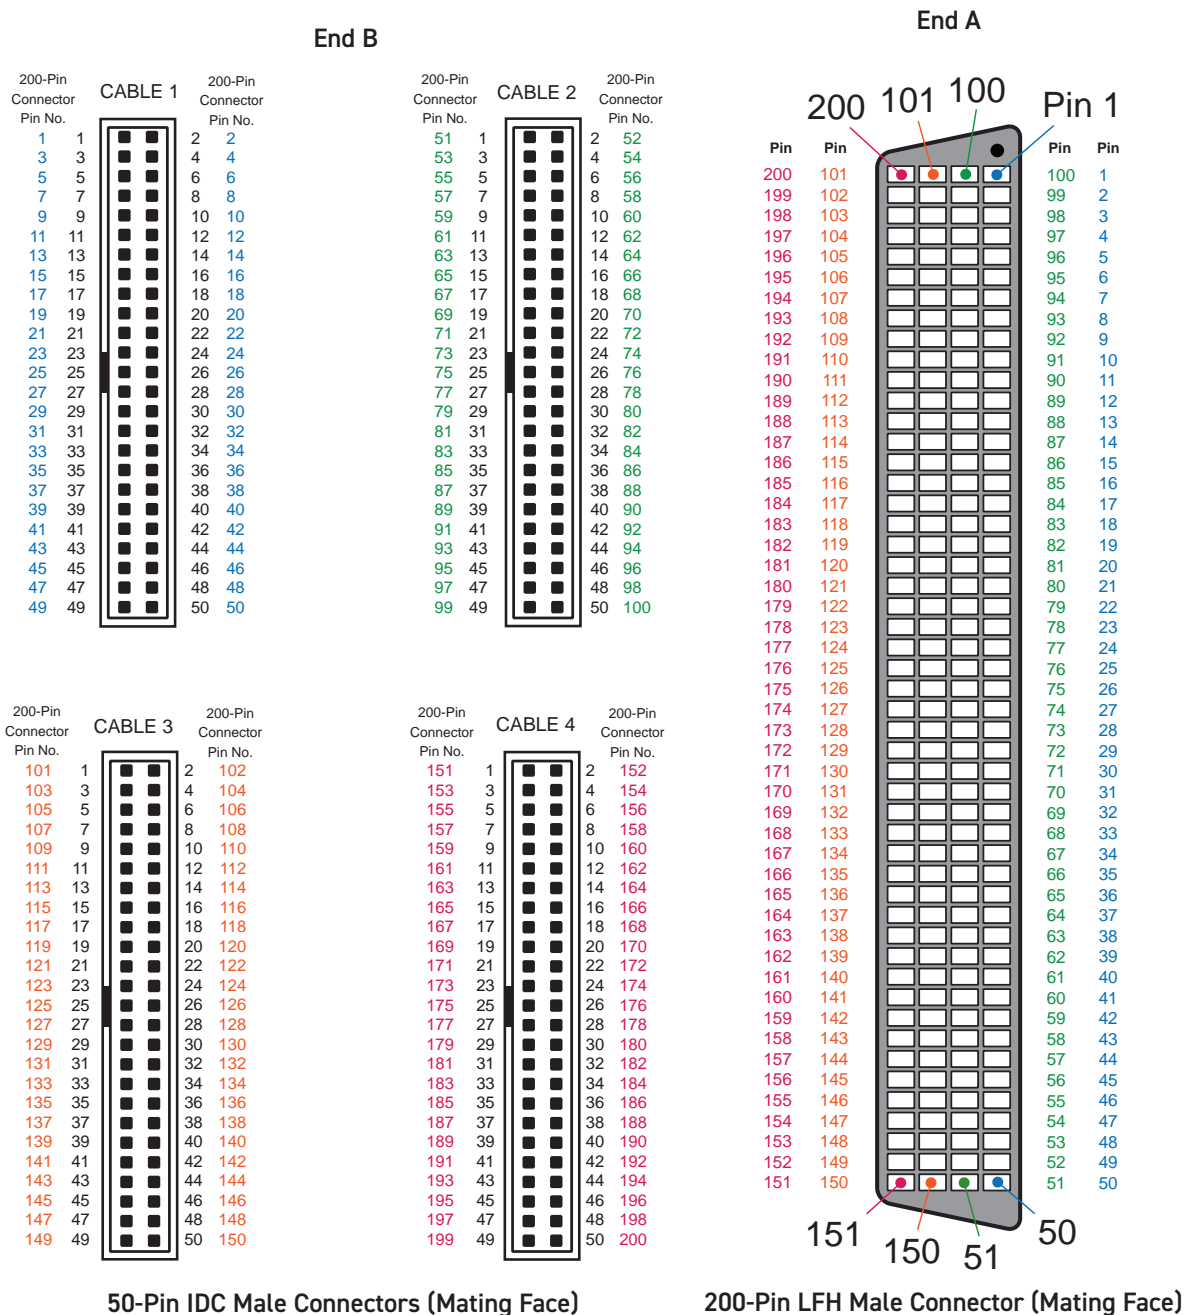 End B
200-Pin Connector Pin No.
CABLE 1
200-Pin Connector Pin No.
1 1 2 2
3 3 4 4
5 5 6 6
7 7 8 8
9 9 10 10
11 11 12 12
13 13 14 14
15 15 16 16
17 17 18 18
19 19 20 20
21 21 22 22
23 23 24 24
25 25 26 26
27 27 28 28
29 29 30 30
31 31 32 32
33 33 34 34
35 35 36 36
37 37 38 38
39 39 40 40
41 41 42 42
43 43 44 44
45 45 46 46
47 47 48 48
49 49 50 50
200-Pin Connector Pin No.
CABLE 2
200-Pin Connector Pin No.
51 1 2 52
53 3 4 54
55 5 6 56
57 7 8 58
59 9 10 60
61 11 12 62
63 13 14 64
65 15 16 66
67 17 18 68
69 19 20 70
71 21 22 72
73 23 24 74
75 25 26 76
77 27 28 78
79 29 30 80
81 31 32 82
83 33 34 84
85 35 36 86
87 37 38 88
89 39 40 90
91 41 42 92
93 43 44 94
95 45 46 96
97 47 48 98
99 49 50 100
200-Pin Connector Pin No.
CABLE 3
200-Pin Connector Pin No.
101 1 2 102
103 3 4 104
105 5 6 106
107 7 8 108
109 9 10 110
111 11 12 112
113 13 14 114
115 15 16 116
117 17 18 118
119 19 20 120
121 21 22 122
123 23 24 124
125 25 26 126
127 27 28 128
129 29 30 130
131 31 32 132
133 33 34 134
135 35 36 136
137 37 38 138
139 39 40 140
141 41 42 142
143 43 44 144
145 45 46 146
147 47 48 148
149 49 50 150
200-Pin Connector Pin No.
CABLE 4
200-Pin Connector Pin No.
151 1 2 152
153 3 4 154
155 5 6 156
157 7 8 158
159 9 10 160
161 11 12 162
163 13 14 164
165 15 16 166
167 17 18 168
169 19 20 170
171 21 22 172
173 23 24 174
175 25 26 176
177 27 28 178
179 29 30 180
181 31 32 182
183 33 34 184
185 35 36 186
187 37 38 188
189 39 40 190
191 41 42 192
193 43 44 194
195 45 46 196
197 47 48 198
199 49 50 200
50-Pin IDC Male Connectors (Mating Face)
End A
200 101 100 Pin 1
Pin Pin Pin Pin
200 101 100 1
199 102 99 2
198 103 98 3
197 104 97 4
196 105 96 5
195 106 95 6
194 107 94 7
193 108 93 8
192 109 92 9
191 110 91 10
190 111 90 11
189 112 89 12
188 113 88 13
187 114 87 14
186 115 86 15
185 116 85 16
184 117 84 17
183 118 83 18
182 119 82 19
181 120 81 20
180 121 80 21
179 122 79 22
178 123 78 23
177 124 77 24
176 125 76 25
175 126 75 26
174 127 74 27
173 128 73 28
172 129 72 29
171 130 71 30
170 131 70 31
169 132 69 32
168 133 68 33
167 134 67 34
166 135 66 35
165 136 65 36
164 137 64 37
163 138 63 38
162 139 62 39
161 140 61 40
160 141 60 41
159 142 59 42
158 143 58 43
157 144 57 44
156 145 56 45
155 146 55 46
154 147 54 47
153 148 53 48
152 149 52 49
151 150 51 50
151 150 51 50
200-Pin LFH Male Connector (Mating Face)